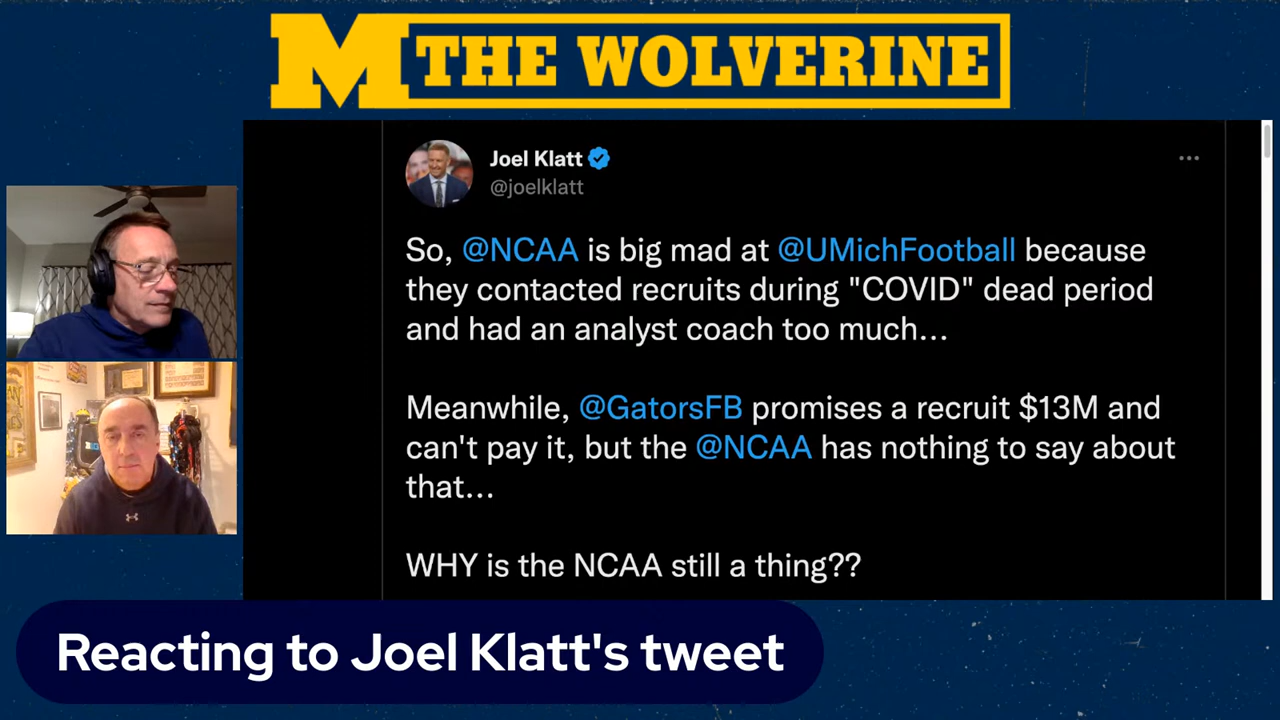 M THE WOLVERINE
Joel Klatt
@joelklatt
So, @NCAA is big mad at @UMichFootball because
they contacted recruits during "COVID" dead period
and had an analyst coach too much...
Meanwhile, @GatorsFB promises a recruit $13M and
can't pay it, but the @NCAA has nothing to say about
that...
WHY is the NCAA still a thing??
Reacting to Joel Klatt's tweet